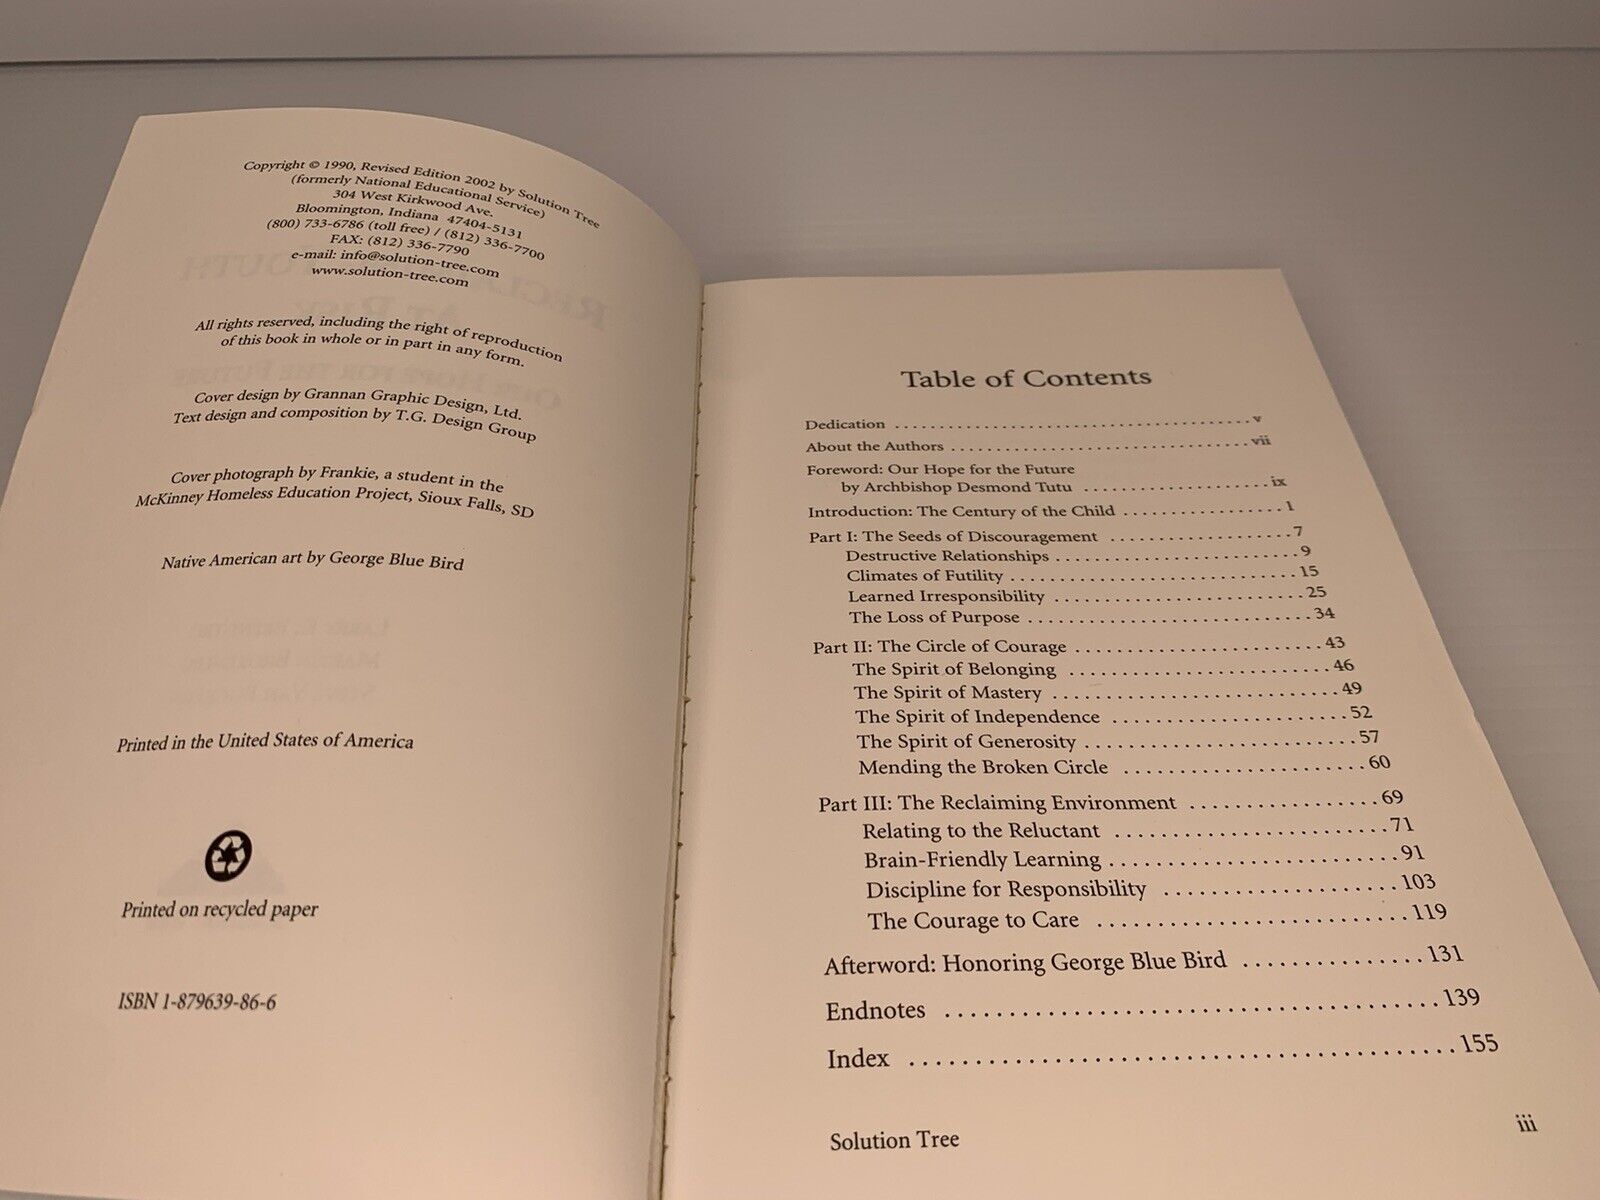 Copyright © 1990, Revised Edition 2002 by Solution Tree
(formerly National Educational Service)
304 West Kirkwood Ave.
Bloomington, Indiana 47404-5131
(800) 733-6786 (toll free) / (812) 336-7700
FAX: (812) 336-7790
e-mail: info@solution-tree.com
www.solution-tree.com
All rights reserved, including the right of reproduction
of this book in whole or in part in any form.
Cover design by Grannan Graphic Design, Ltd.
Text design and composition by T.G. Design Group
Cover photograph by Frankie, a student in the
McKinney Homeless Education Project, Sioux Falls, SD
Native American art by George Blue Bird
Printed in the United States of America
Printed on recycled paper
ISBN 1-879639-86-6
Table of Contents
Dedication ........................................ v
About the Authors .................................. vii
Foreword: Our Hope for the Future
by Archbishop Desmond Tutu ..................... ix
Introduction: The Century of the Child ................. 1
Part I: The Seeds of Discouragement .................... 7
Destructive Relationships .......................... 9
Climates of Futility ............................... 15
Learned Irresponsibility ........................... 25
The Loss of Purpose .............................. 34
Part II: The Circle of Courage .......................... 43
The Spirit of Belonging ........................... 46
The Spirit of Mastery ............................. 49
The Spirit of Independence ....................... 52
The Spirit of Generosity ........................... 57
Mending the Broken Circle ........................ 60
Part III: The Reclaiming Environment ................. 69
Relating to the Reluctant ......................... 71
Brain-Friendly Learning .......................... 91
Discipline for Responsibility ..................... 103
The Courage to Care ........................... 119
Afterword: Honoring George Blue Bird ............... 131
Endnotes ....................................... 139
Index .......................................... 155
Solution Tree
iii